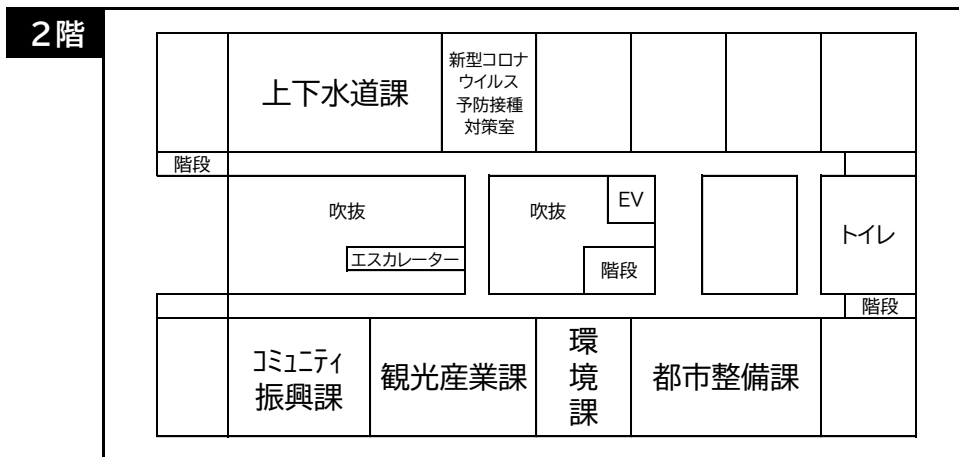 2階
上下水道課
新型コロナ
ウイルス
予防接種
対策室
階段
吹抜
吹抜
EV
トイレ
エスカレーター
階段
階段
コミュニティ
振興課
観光産業課
環
境
課
都市整備課